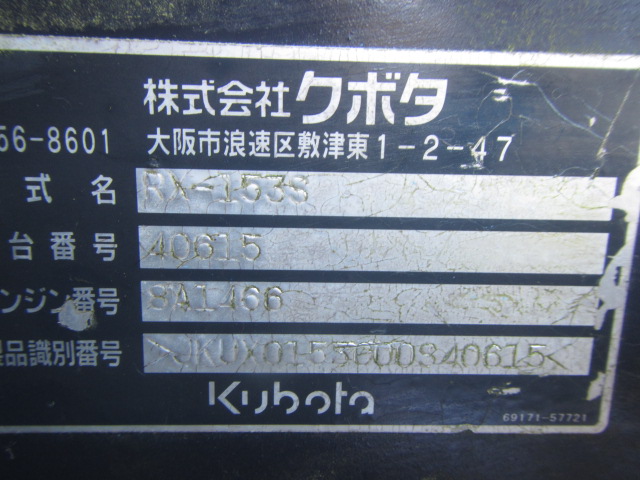 株式会社クボタ
56-8601 大阪市浪速区敷津東1-2-47
式名 RX-153S
台番号 40615
ンジン番号 8A1466
製品識別番号
Kubota
69171-57721